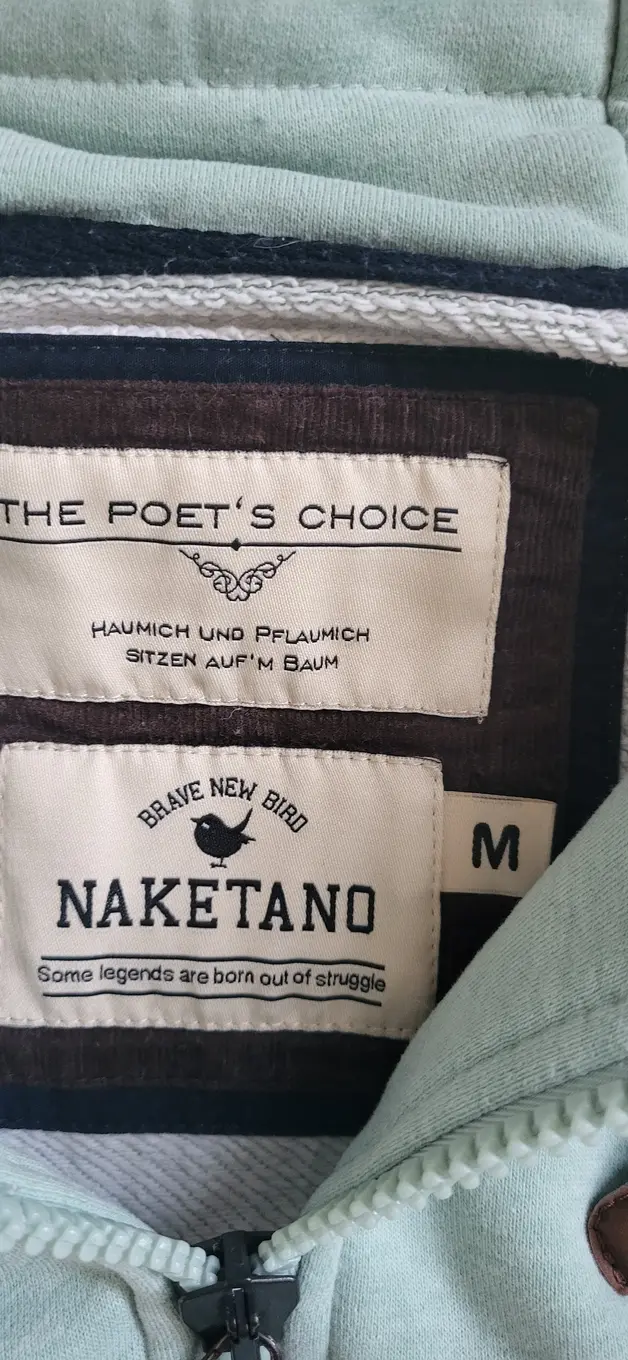 THE POET'S CHOICE
HAUMICH UND PFLAUMICH
SITZEN AUF'M BAUM
BRAVE NEW BIRD
NAKETANO
Some legends are born out of struggle
M